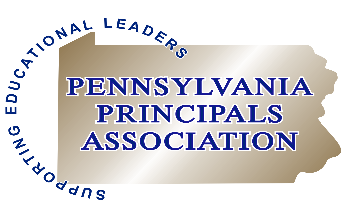 SUPPORTING EDUCATIONAL LEADERS
PENNSYLVANIA
PRINCIPALS
ASSOCIATION